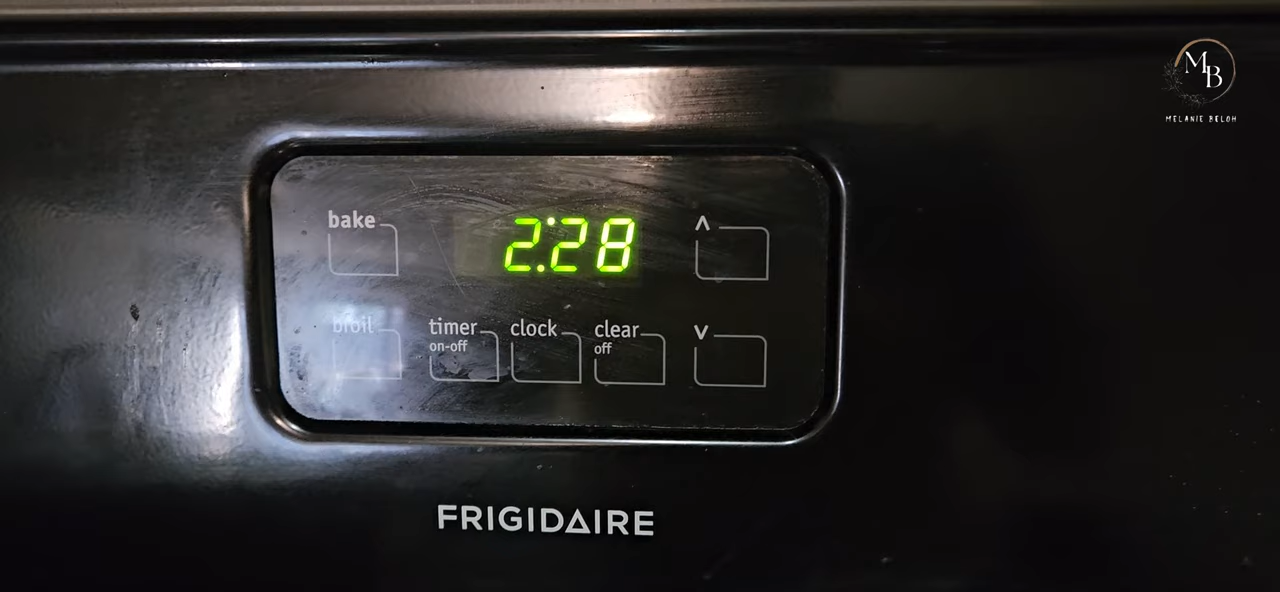 MB
MELANIE BELOH
bake
2:28
^
broil
timer
on-off
clock
clear
off
v
FRIGIDAIRE